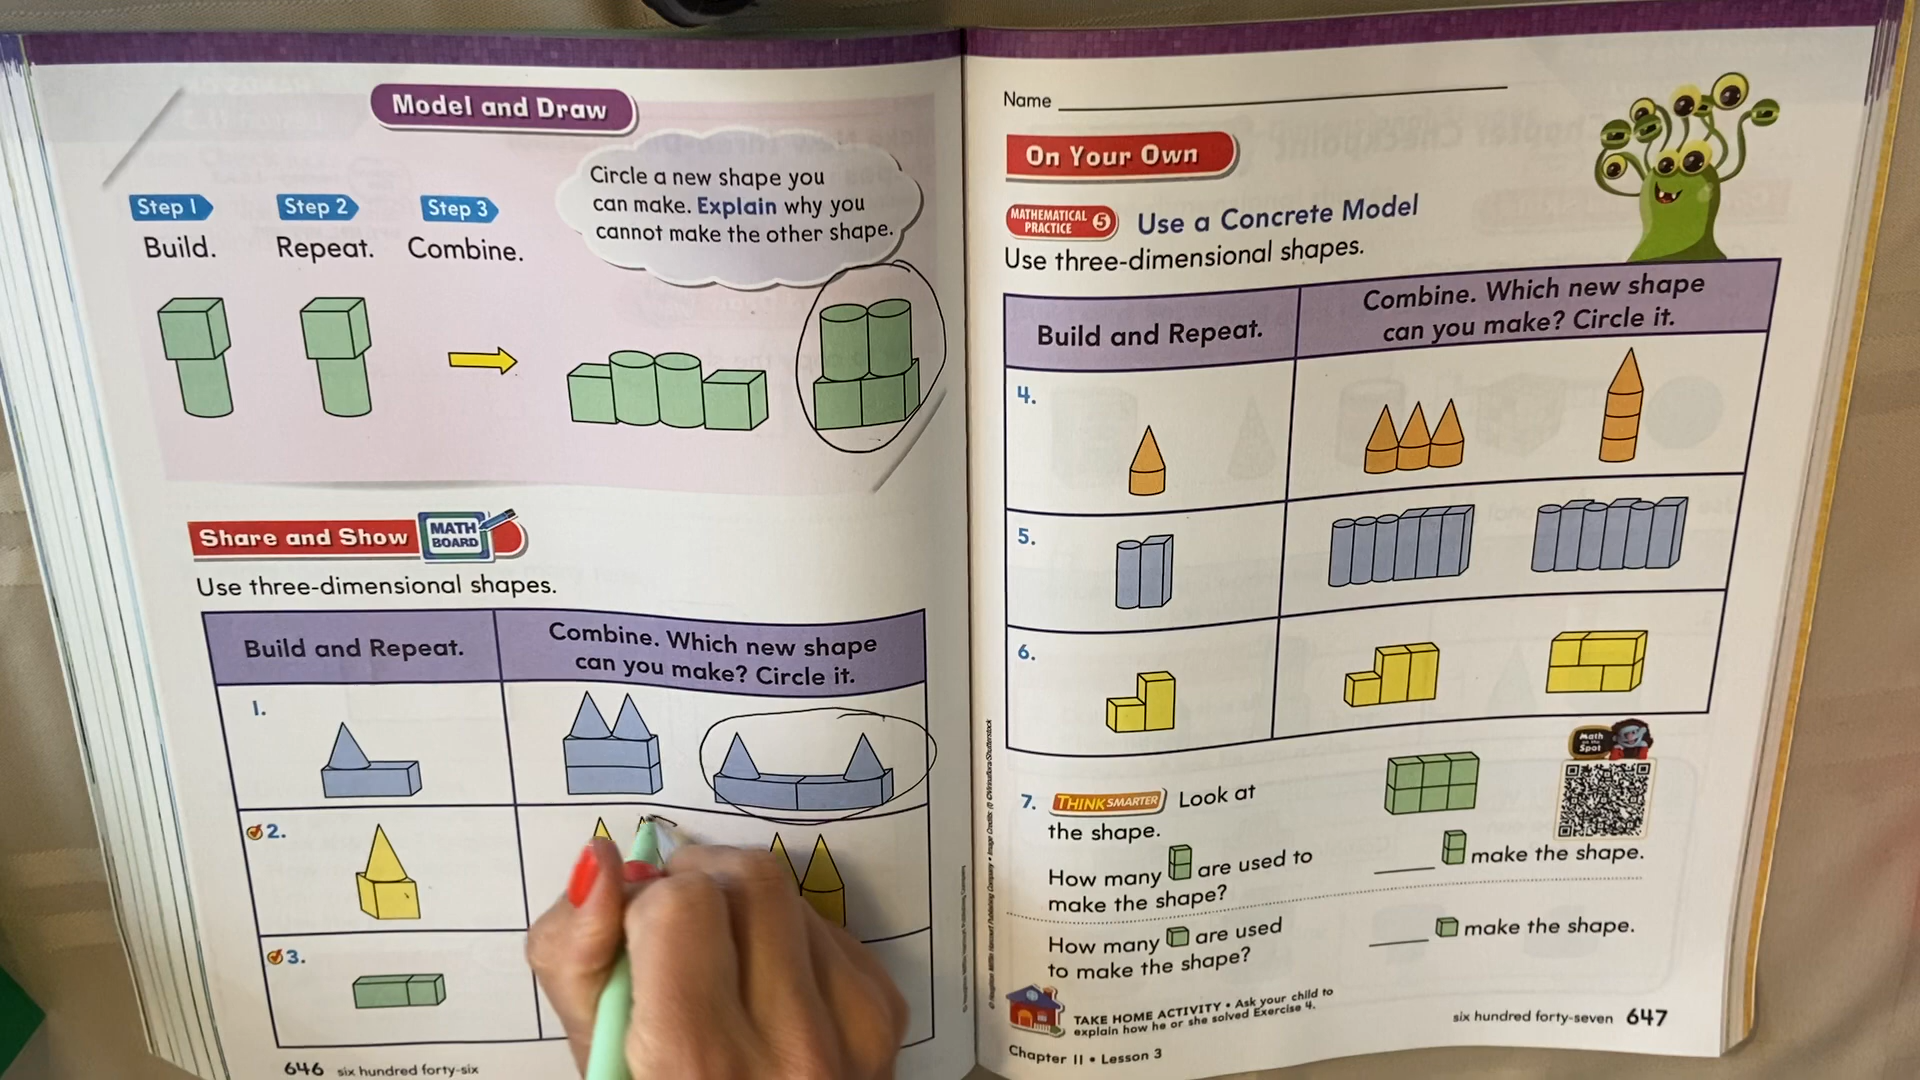 Model and Draw
Circle a new shape you
can make. Explain why you
cannot make the other shape.
Step 1 Step 2 Step 3
Build. Repeat. Combine.
Share and Show MATH
BOARD
Use three-dimensional shapes.
Build and Repeat.
Combine. Which new shape
can you make? Circle it.
1.
2.
3.
646 six hundred forty-six
Name
On Your Own
MATHEMATICAL
PRACTICE 5 Use a Concrete Model
Use three-dimensional shapes.
Build and Repeat.
Combine. Which new shape
can you make? Circle it.
4.
5.
6.
Math
on the
Spot
7. THINK SMARTER Look at
the shape.
How many are used to
make the shape?
make the shape.
How many are used
to make the shape?
make the shape.
TAKE HOME ACTIVITY • Ask your child to
explain how he or she solved Exercise 4.
Chapter 11 • Lesson 3
six hundred forty-seven 647